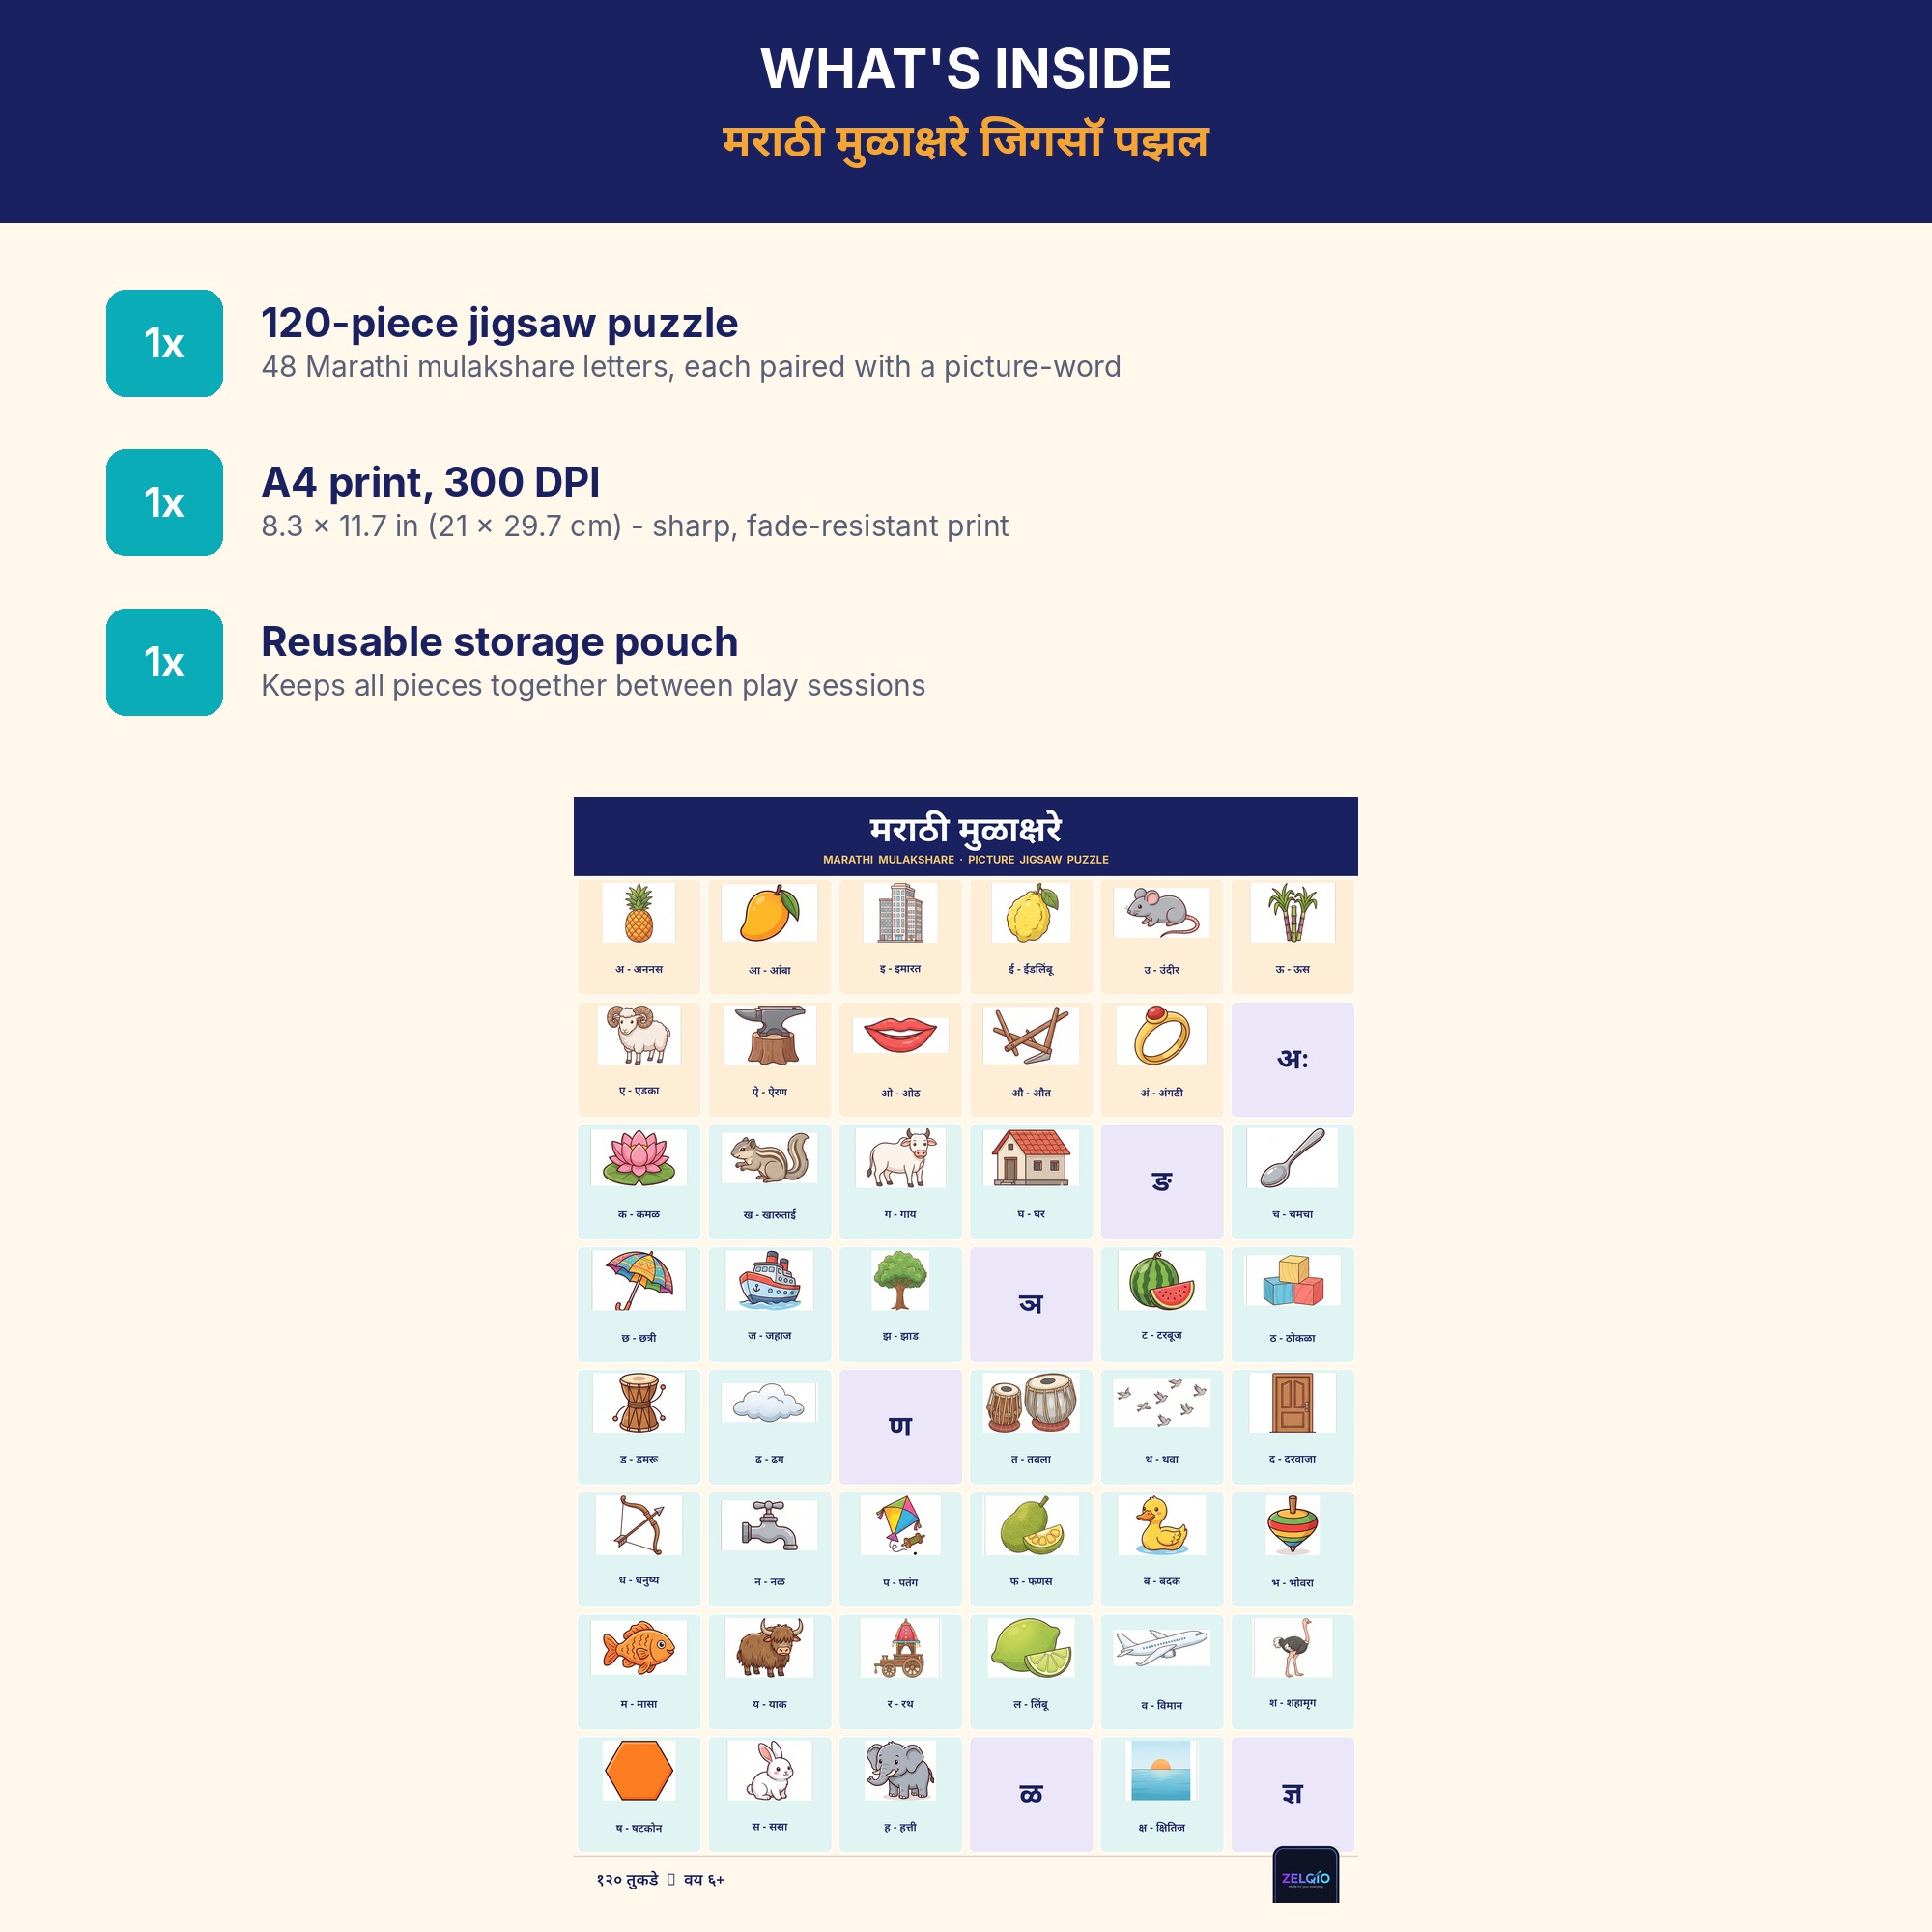 WHAT'S INSIDE
मराठी मुळाक्षरे जिगसॉ पझल
1x
120-piece jigsaw puzzle
48 Marathi mulakshare letters, each paired with a picture-word
1x
A4 print, 300 DPI
8.3 × 11.7 in (21 × 29.7 cm) - sharp, fade-resistant print
1x
Reusable storage pouch
Keeps all pieces together between play sessions
मराठी मुळाक्षरे
MARATHI MULAKSHARE · PICTURE JIGSAW PUZZLE
अ - अननस
आ - आंबा
इ - इमारत
ई - ईडलिंबू
उ - उंदीर
ऊ - ऊस
ए - एडका
ऐ - ऐरण
ओ - ओठ
औ - औत
अं - अंगठी
अः
क - कमळ
ख - खारुताई
ग - गाय
घ - घर
ङ
च - चमचा
छ - छत्री
ज - जहाज
झ - झाड
ञ
ट - टरबूज
ठ - ठोकळा
ड - डमरू
ढ - ढग
ण
त - तबला
थ - थवा
द - दरवाजा
ध - धनुष्य
न - नळ
प - पतंग
फ - फणस
ब - बदक
भ - भोवरा
म - मासा
य - याक
र - रथ
ल - लिंबू
व - विमान
श - शहामृग
ष - षटकोन
स - ससा
ह - हत्ती
ळ
क्ष - क्षितिज
ज्ञ
१२० तुकडे ▯ वय ६+
ZELQIO